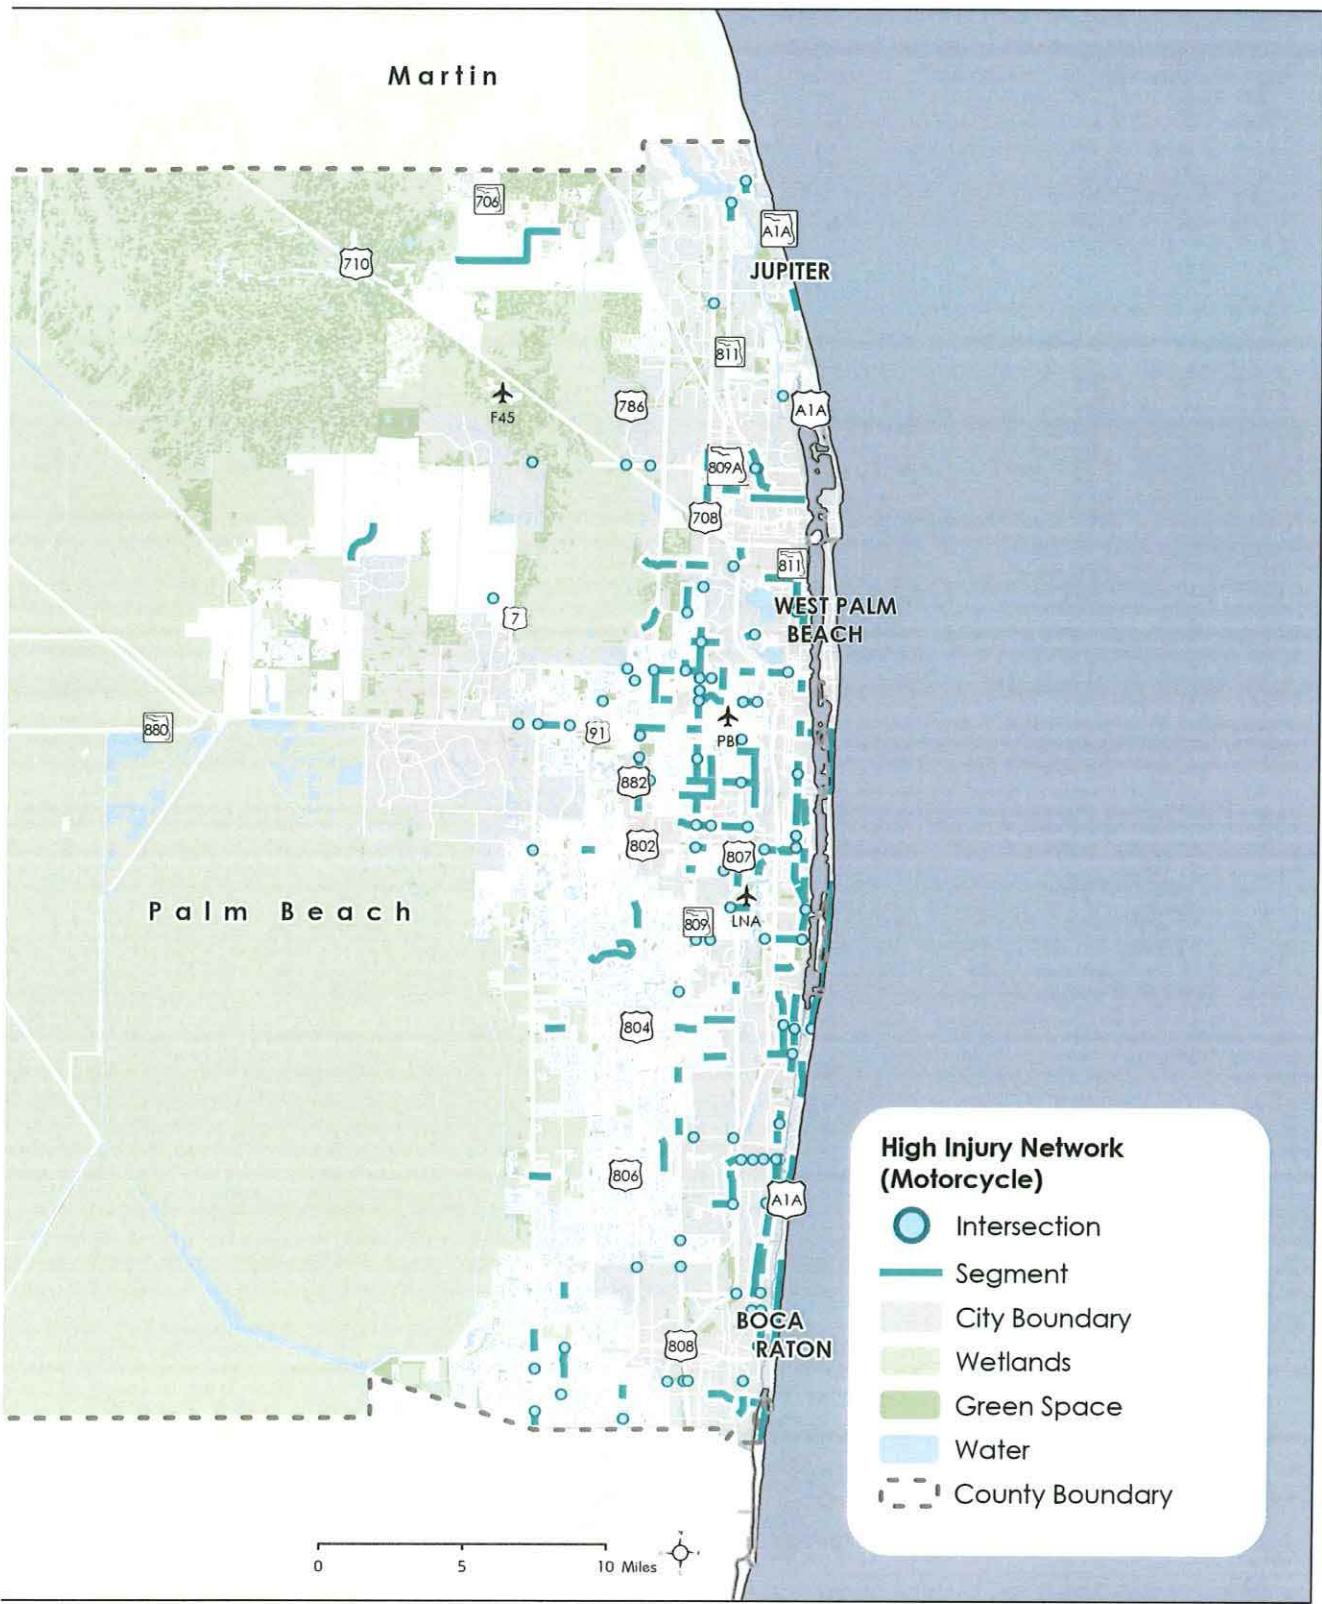 Martin
706
A1A
710
JUPITER
811
F45
786
A1A
809A
708
811
WEST PALM
BEACH
7
880
91
PBI
882
802
807
LNA
Palm Beach
809
804
806
A1A
BOCA
RATON
808
High Injury Network
(Motorcycle)
Intersection
Segment
City Boundary
Wetlands
Green Space
Water
County Boundary
0 5 10 Miles